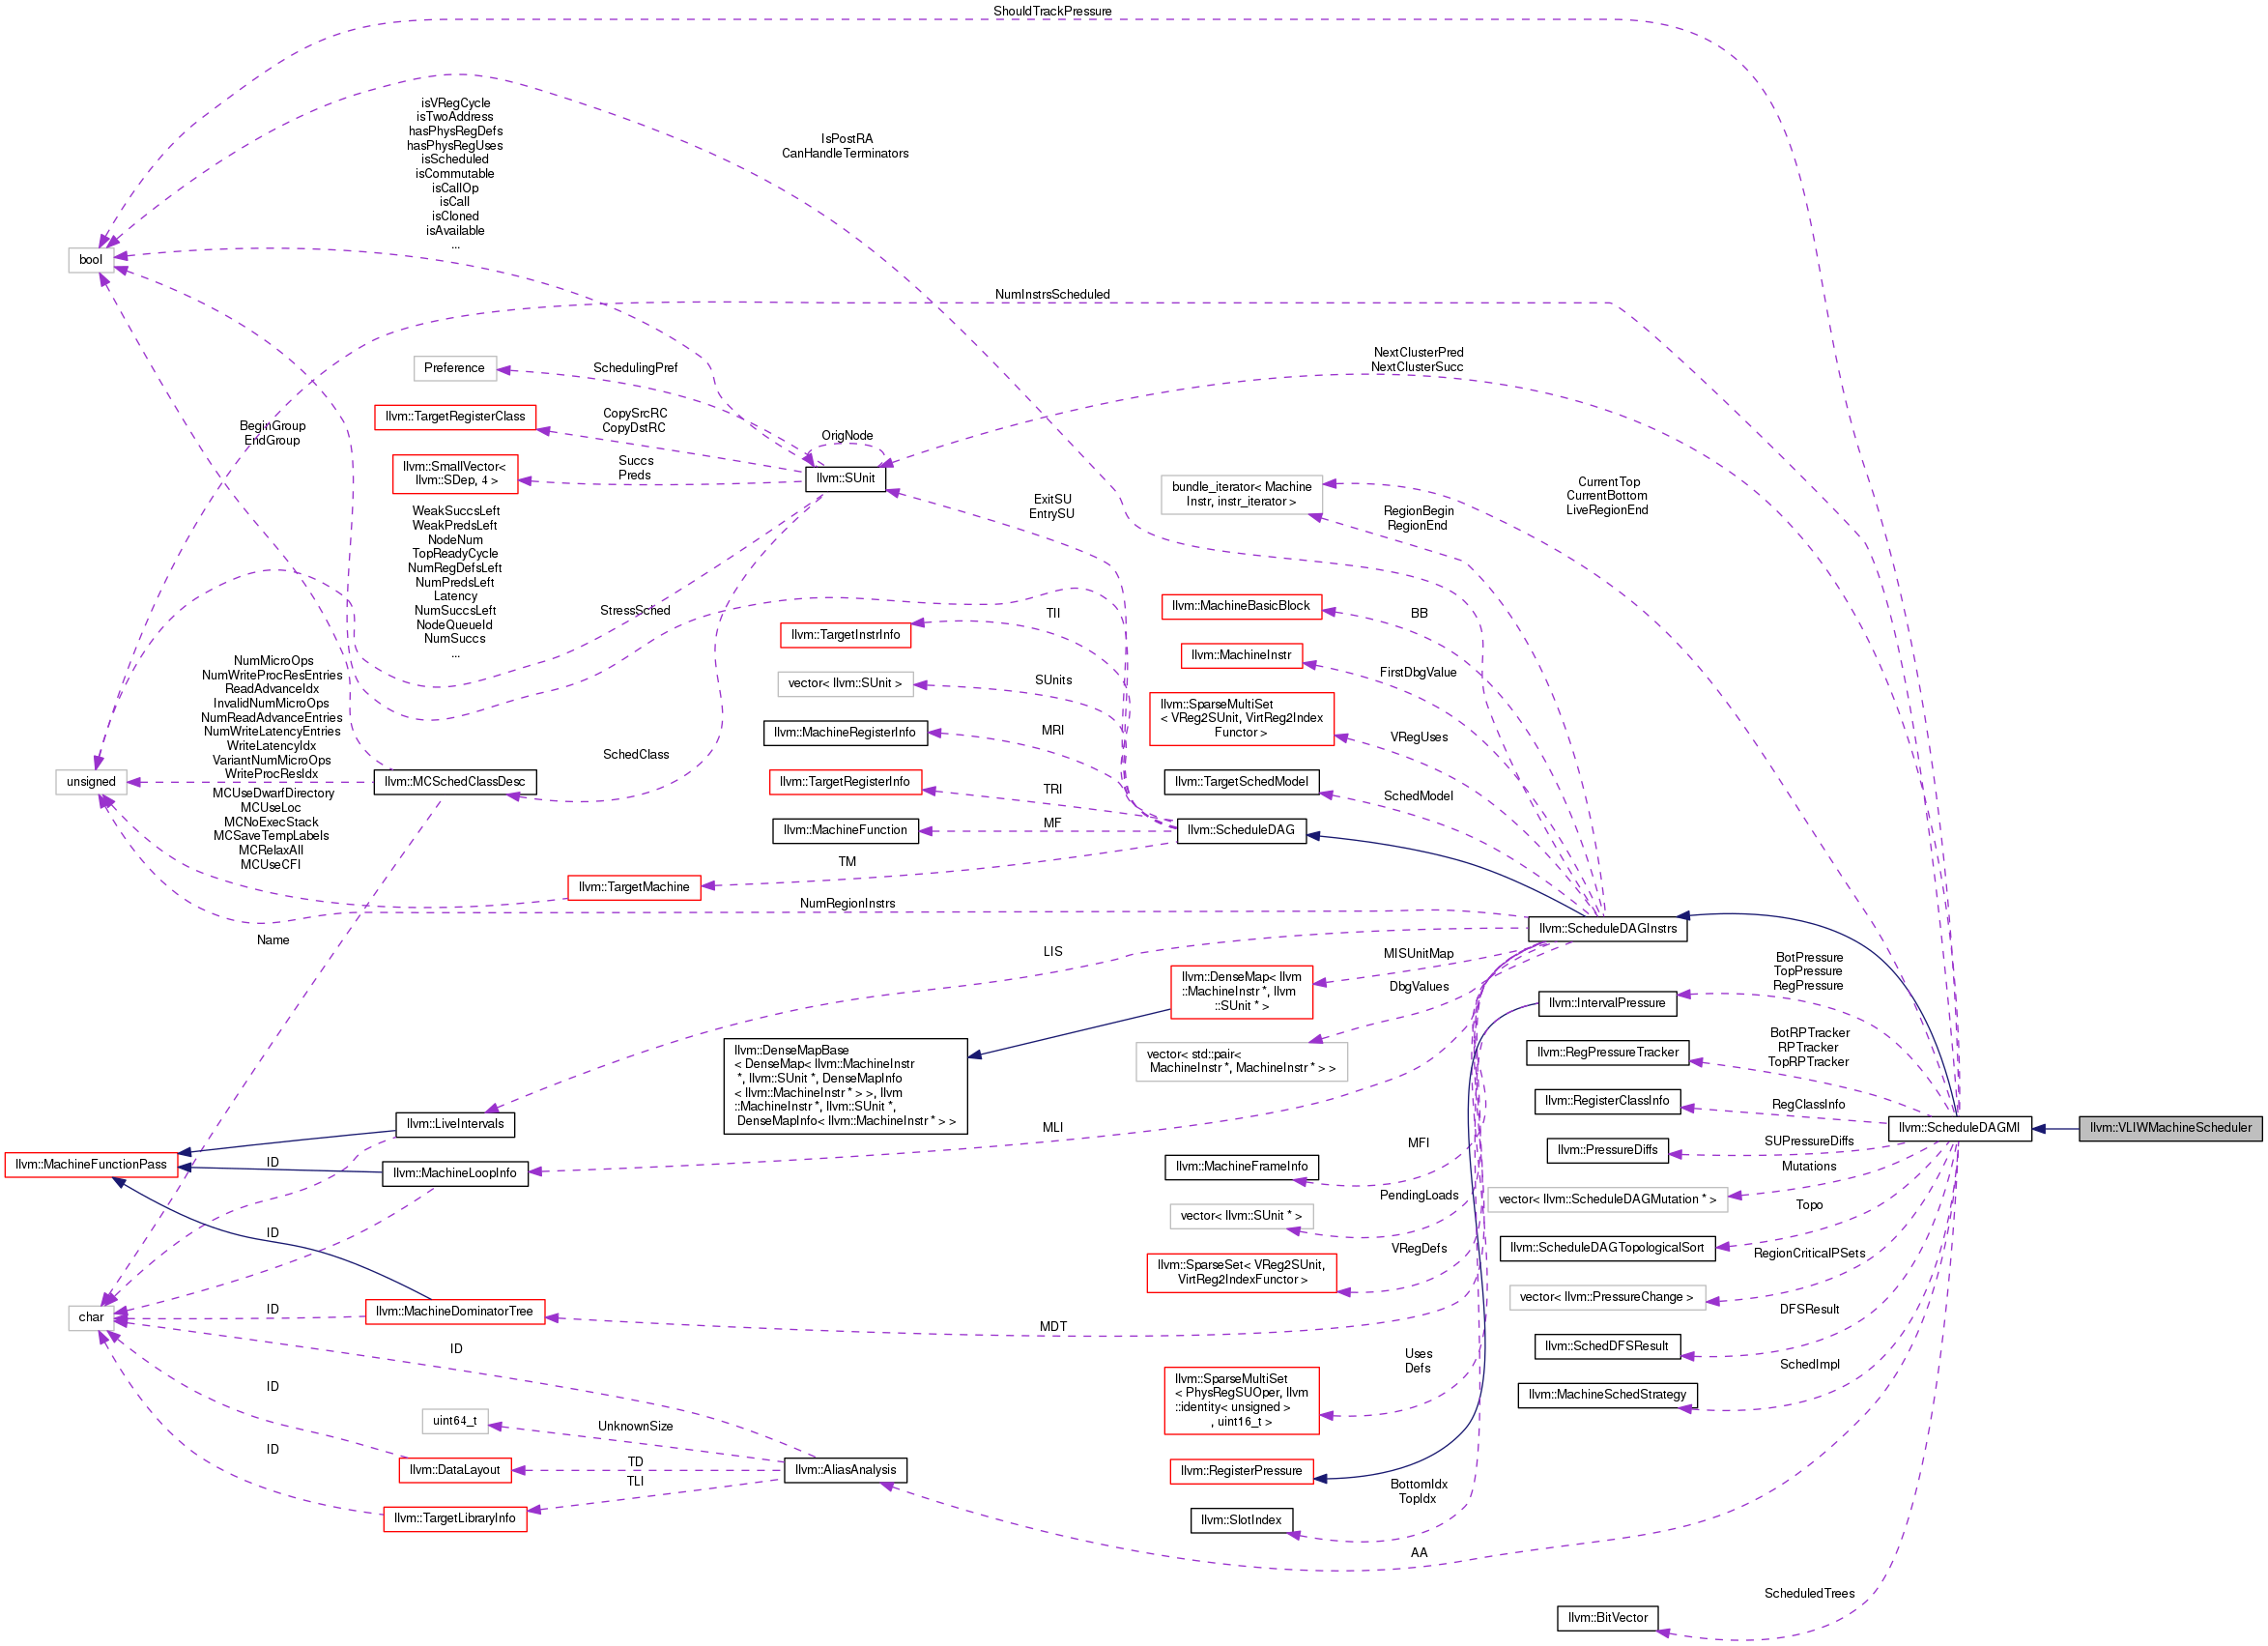 ShouldTrackPressure
isVRegCycle
isTwoAddress
hasPhysRegDefs
hasPhysRegUses
isScheduled
isCommutable
isCallOp
isCall
isCloned
isAvailable
...
IsPostRA
CanHandleTerminators
bool
NumInstrsScheduled
Preference
SchedulingPref
NextClusterPred
NextClusterSucc
llvm::TargetRegisterClass
CopySrcRC
CopyDstRC
BeginGroup
EndGroup
OrigNode
llvm::SmallVector<
llvm::SDep, 4 >
Succs
Preds
llvm::SUnit
bundle_iterator< Machine
Instr, instr_iterator >
CurrentTop
CurrentBottom
LiveRegionEnd
ExitSU
EntrySU
RegionBegin
RegionEnd
WeakSuccsLeft
WeakPredsLeft
NodeNum
TopReadyCycle
NumRegDefsLeft
NumPredsLeft
Latency
NumSuccsLeft
NodeQueueId
NumSuccs
...
StressSched
TII
llvm::TargetInstrInfo
llvm::MachineBasicBlock
BB
llvm::MachineInstr
FirstDbgValue
vector< llvm::SUnit >
SUnits
llvm::SparseMultiSet
< VReg2SUnit, VirtReg2Index
Functor >
VRegUses
llvm::MachineRegisterInfo
MRI
NumMicroOps
NumWriteProcResEntries
ReadAdvanceIdx
InvalidNumMicroOps
NumReadAdvanceEntries
NumWriteLatencyEntries
WriteLatencyIdx
VariantNumMicroOps
WriteProcResIdx
unsigned
llvm::MCSchedClassDesc
SchedClass
llvm::TargetRegisterInfo
TRI
llvm::TargetSchedModel
SchedModel
MCUseDwarfDirectory
MCUseLoc
MCNoExecStack
MCSaveTempLabels
MCRelaxAll
MCUseCFI
llvm::MachineFunction
MF
llvm::ScheduleDAG
TM
llvm::TargetMachine
NumRegionInstrs
llvm::ScheduleDAGInstrs
Name
LIS
MISUnitMap
llvm::DenseMap< llvm
::MachineInstr *, llvm
::SUnit * >
DbgValues
BotPressure
TopPressure
RegPressure
llvm::IntervalPressure
llvm::DenseMapBase
< DenseMap< llvm::MachineInstr
*, llvm::SUnit *, DenseMapInfo
< llvm::MachineInstr * > >, llvm
::MachineInstr *, llvm::SUnit *,
DenseMapInfo< llvm::MachineInstr * > >
vector< std::pair<
MachineInstr *, MachineInstr * > >
BotRPTracker
RPTracker
TopRPTracker
llvm::RegPressureTracker
llvm::RegisterClassInfo
RegClassInfo
llvm::LiveIntervals
MLI
llvm::ScheduleDAGMI
llvm::VLIWMachineScheduler
llvm::PressureDiffs
SUPressureDiffs
MFI
llvm::MachineFunctionPass
ID
llvm::MachineLoopInfo
llvm::MachineFrameInfo
Mutations
vector< llvm::ScheduleDAGMutation * >
PendingLoads
vector< llvm::SUnit * >
Topo
ID
llvm::ScheduleDAGTopologicalSort
VRegDefs
llvm::SparseSet< VReg2SUnit,
VirtReg2IndexFunctor >
RegionCriticalPSets
vector< llvm::PressureChange >
char
ID
llvm::MachineDominatorTree
MDT
DFSResult
llvm::SchedDFSResult
ID
Uses
Defs
SchedImpl
llvm::MachineSchedStrategy
ID
llvm::SparseMultiSet
< PhysRegSUOper, llvm
::identity< unsigned >
, uint16_t >
uint64_t
UnknownSize
ID
llvm::DataLayout
TD
llvm::AliasAnalysis
TLI
llvm::RegisterPressure
BottomIdx
TopIdx
llvm::TargetLibraryInfo
llvm::SlotIndex
AA
ScheduledTrees
llvm::BitVector